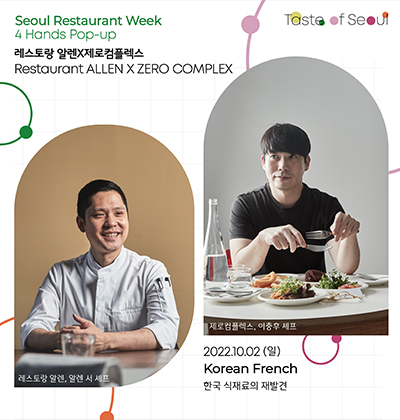 Seoul Restaurant Week
Taste of Seoul
4 Hands Pop-up
레스토랑 알렌X제로컴플렉스
Restaurant ALLEN X ZERO COMPLEX
제로컴플렉스, 이충후 셰프
2022.10.02 (일)
Korean French
한국 식재료의 재발견
레스토랑 알렌, 알렌 서 셰프